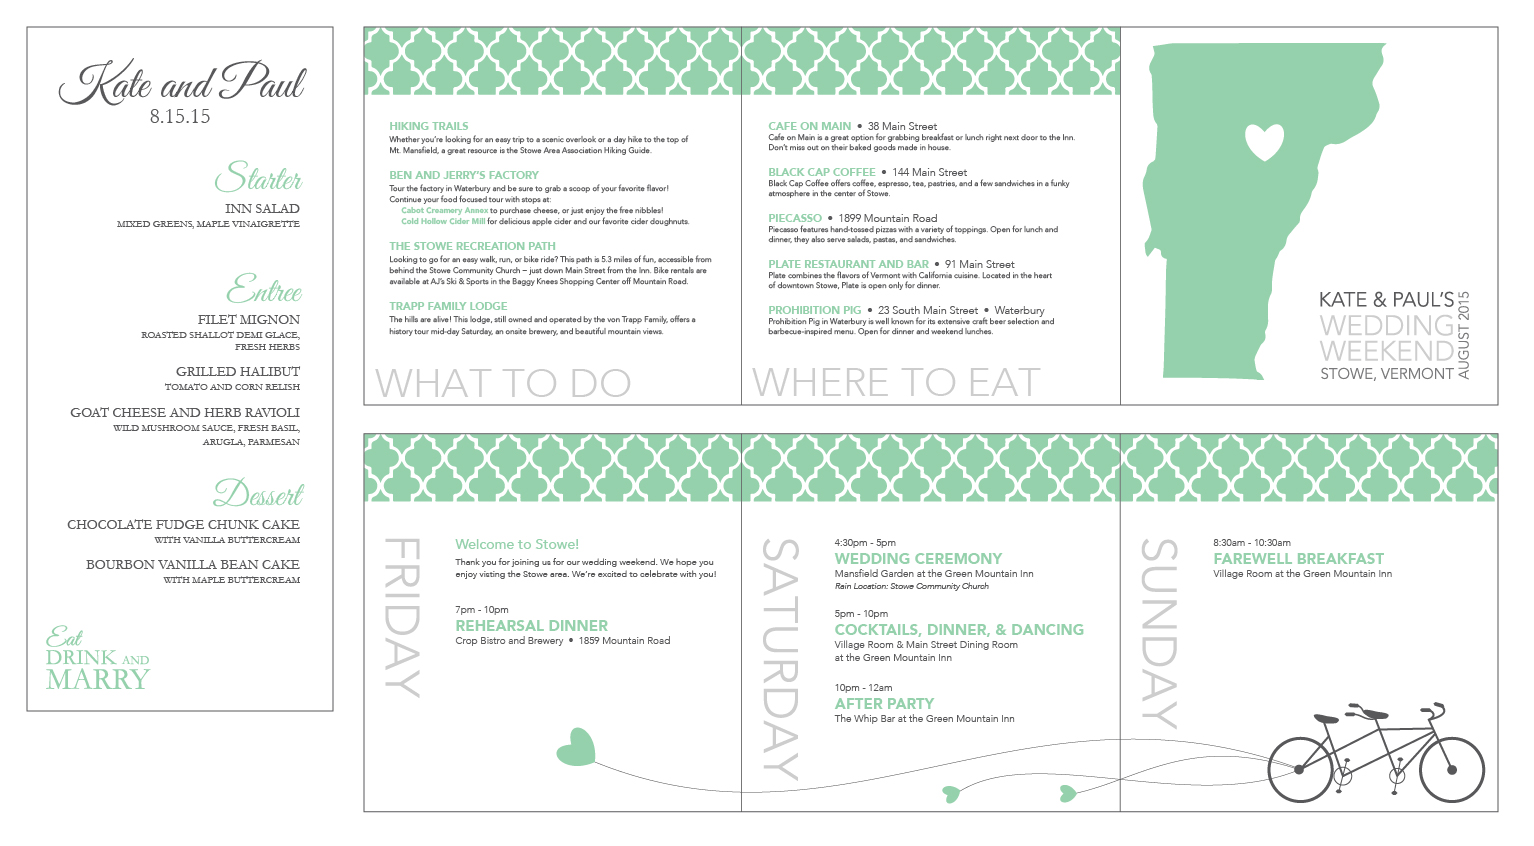 Kate and Paul
8.15.15
Starter
INN SALAD
MIXED GREENS, MAPLE VINAIGRETTE
Entree
FILET MIGNON
ROASTED SHALLOT DEMI GLACE,
FRESH HERBS
GRILLED HALIBUT
TOMATO AND CORN RELISH
GOAT CHEESE AND HERB RAVIOLI
WILD MUSHROOM SAUCE, FRESH BASIL,
ARUGLA, PARMESAN
Dessert
CHOCOLATE FUDGE CHUNK CAKE
WITH VANILLA BUTTERCREAM
BOURBON VANILLA BEAN CAKE
WITH MAPLE BUTTERCREAM
Eat
DRINK AND
MARRY
HIKING TRAILS
Whether you're looking for an easy trip to a scenic overlook or a day hike to the top of
Mt. Mansfield, a great resource is the Stowe Area Association Hiking Guide.
BEN AND JERRY'S FACTORY
Tour the factory in Waterbury and be sure to grab a scoop of your favorite flavor!
Continue your food focused tour with stops at:
Cabot Creamery Annex to purchase cheese, or just enjoy the free nibbles!
Cold Hollow Cider Mill for delicious apple cider and our favorite cider doughnuts.
THE STOWE RECREATION PATH
Looking to go for an easy walk, run, or bike ride? This path is 5.3 miles of fun, accessible from
behind the Stowe Community Church – just down Main Street from the Inn. Bike rentals are
available at AJ's Ski & Sports in the Baggy Knees Shopping Center off Mountain Road.
TRAPP FAMILY LODGE
The hills are alive! This lodge, still owned and operated by the von Trapp Family, offers a
history tour mid-day Saturday, an onsite brewery, and beautiful mountain views.
WHAT TO DO
CAFE ON MAIN • 38 Main Street
Cafe on Main is a great option for grabbing breakfast or lunch right next door to the Inn.
Don't miss out on their baked goods made in house.
BLACK CAP COFFEE • 144 Main Street
Black Cap Coffee offers coffee, espresso, tea, pastries, and a few sandwiches in a funky
atmosphere in the center of Stowe.
PIECASSO • 1899 Mountain Road
Piecasso features hand-tossed pizzas with a variety of toppings. Open for lunch and
dinner, they also serve salads, pastas, and sandwiches.
PLATE RESTAURANT AND BAR • 91 Main Street
Plate combines the flavors of Vermont with California cuisine. Located in the heart
of downtown Stowe, Plate is open only for dinner.
PROHIBITION PIG • 23 South Main Street • Waterbury
Prohibition Pig in Waterbury is well known for its extensive craft beer selection and
barbecue-inspired menu. Open for dinner and weekend lunches.
WHERE TO EAT
KATE & PAUL'S
WEDDING
WEEKEND
STOWE, VERMONT
AUGUST 2015
FRIDAY
Welcome to Stowe!
Thank you for joining us for our wedding weekend. We hope you
enjoy visting the Stowe area. We're excited to celebrate with you!
7pm - 10pm
REHEARSAL DINNER
Crop Bistro and Brewery • 1859 Mountain Road
SATURDAY
4:30pm - 5pm
WEDDING CEREMONY
Mansfield Garden at the Green Mountain Inn
Rain Location: Stowe Community Church
5pm - 10pm
COCKTAILS, DINNER, & DANCING
Village Room & Main Street Dining Room
at the Green Mountain Inn
10pm - 12am
AFTER PARTY
The Whip Bar at the Green Mountain Inn
SUNDAY
8:30am - 10:30am
FAREWELL BREAKFAST
Village Room at the Green Mountain Inn